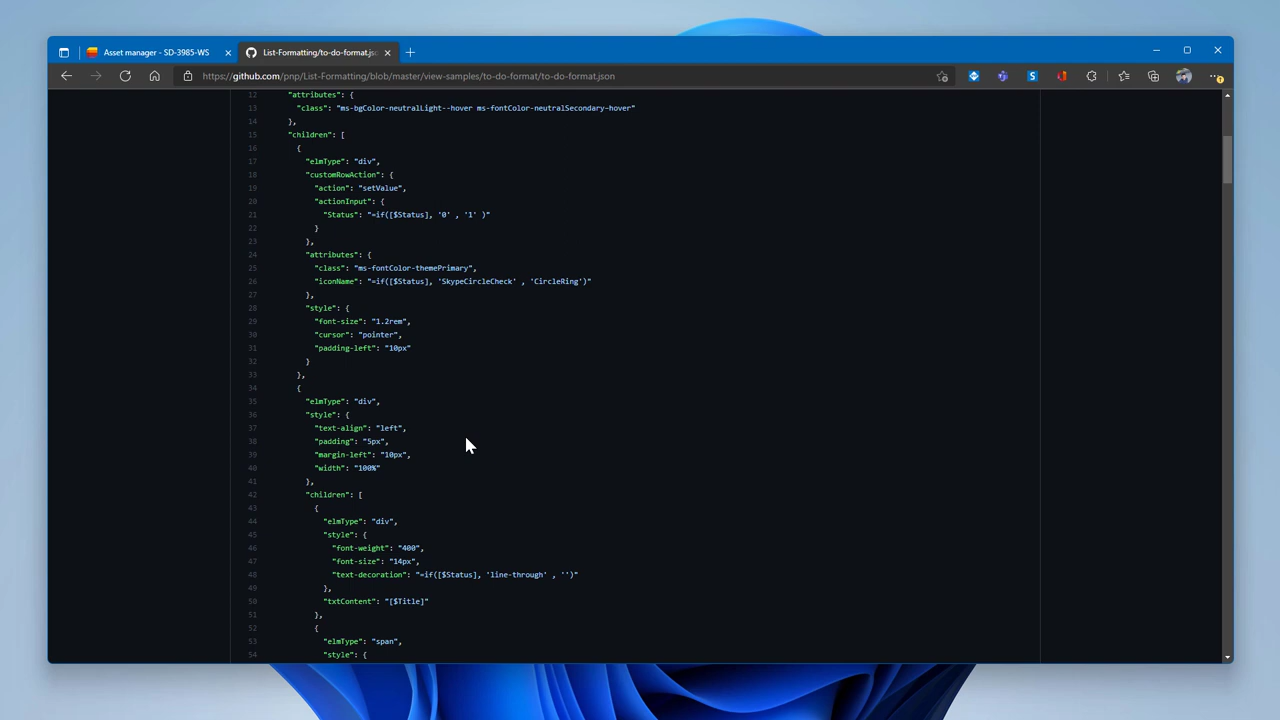 Asset manager - SD-3985-WS
List-Formatting/to-do-format.jsc
https://github.com/pnp/List-Formatting/blob/master/view-samples/to-do-format/to-do-format.json
12 "attributes": {
13 "class": "ms-bgColor-neutralLight--hover ms-fontColor-neutralSecondary-hover"
14 },
15 "children": [
16 {
17 "elmType": "div",
18 "customRowAction": {
19 "action": "setValue",
20 "actionInput": {
21 "Status": "=if([$Status], '0' , '1' )"
22 }
23 },
24 "attributes": {
25 "class": "ms-fontColor-themePrimary",
26 "iconName": "=if([$Status], 'SkypeCircleCheck' , 'CircleRing')"
27 },
28 "style": {
29 "font-size": "1.2rem",
30 "cursor": "pointer",
31 "padding-left": "10px"
32 }
33 },
34 {
35 "elmType": "div",
36 "style": {
37 "text-align": "left",
38 "padding": "5px",
39 "margin-left": "10px",
40 "width": "100%"
41 },
42 "children": [
43 {
44 "elmType": "div",
45 "style": {
46 "font-weight": "400",
47 "font-size": "14px",
48 "text-decoration": "=if([$Status], 'line-through' , '')"
49 },
50 "txtContent": "[$Title]"
51 },
52 {
53 "elmType": "span",
54 "style": {